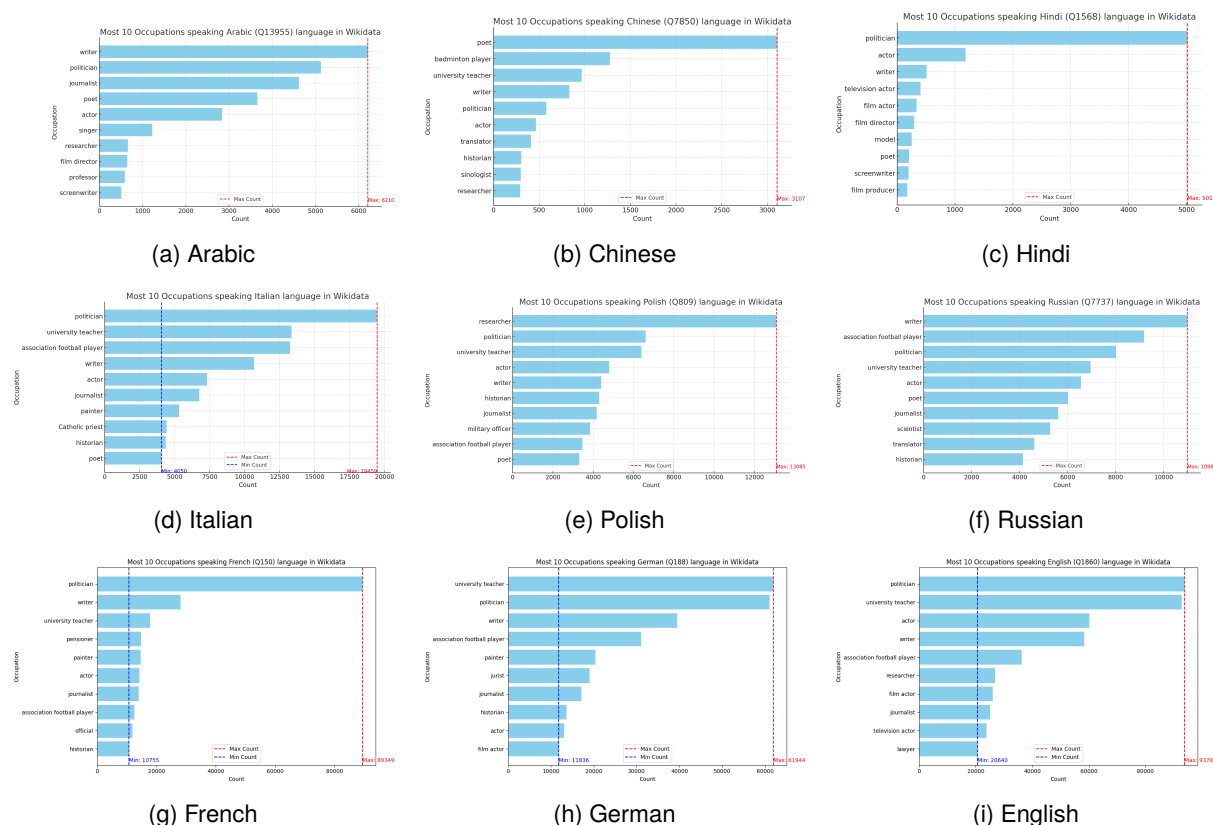 Most 10 Occupations speaking Arabic (Q13955) language in Wikidata
Occupation
writer
politician
journalist
poet
actor
singer
researcher
film director
professor
screenwriter
Max Count
Max: 6210
0 1000 2000 3000 4000 5000 6000
Count
(a) Arabic
Most 10 Occupations speaking Chinese (Q7850) language in Wikidata
Occupation
poet
badminton player
university teacher
writer
politician
actor
translator
historian
sinologist
researcher
Max Count
Max: 3107
0 500 1000 1500 2000 2500 3000
Count
(b) Chinese
Most 10 Occupations speaking Hindi (Q1568) language in Wikidata
Occupation
politician
actor
writer
television actor
film actor
film director
model
poet
screenwriter
film producer
Max Count
Max: 501
0 1000 2000 3000 4000 5000
Count
(c) Hindi
Most 10 Occupations speaking Italian language in Wikidata
Occupation
politician
university teacher
association football player
writer
actor
journalist
painter
Catholic priest
historian
poet
Max Count
Min Count
Min: 4050
Max: 19459
0 2500 5000 7500 10000 12500 15000 17500 20000
Count
(d) Italian
Most 10 Occupations speaking Polish (Q809) language in Wikidata
Occupation
researcher
politician
university teacher
actor
writer
historian
journalist
military officer
association football player
poet
Max Count
Max: 13085
0 2000 4000 6000 8000 10000 12000
Count
(e) Polish
Most 10 Occupations speaking Russian (Q7737) language in Wikidata
Occupation
writer
association football player
politician
university teacher
actor
poet
journalist
scientist
translator
historian
Max Count
Max: 1098
0 2000 4000 6000 8000 10000
Count
(f) Russian
Most 10 Occupations speaking French (Q150) language in Wikidata
Occupation
politician
writer
university teacher
pensioner
painter
actor
journalist
association football player
official
historian
Max Count
Min Count
Min: 10755
Max: 89349
0 20000 40000 60000 80000
Count
(g) French
Most 10 Occupations speaking German (Q188) language in Wikidata
Occupation
university teacher
politician
writer
association football player
painter
jurist
journalist
historian
actor
film actor
Max Count
Min Count
Min: 11836
Max: 61944
0 10000 20000 30000 40000 50000 60000
Count
(h) German
Most 10 Occupations speaking English (Q1860) language in Wikidata
Occupation
politician
university teacher
actor
writer
association football player
researcher
film actor
journalist
television actor
lawyer
Max Count
Min Count
Min: 20640
Max: 9378
0 20000 40000 60000 80000
Count
(i) English